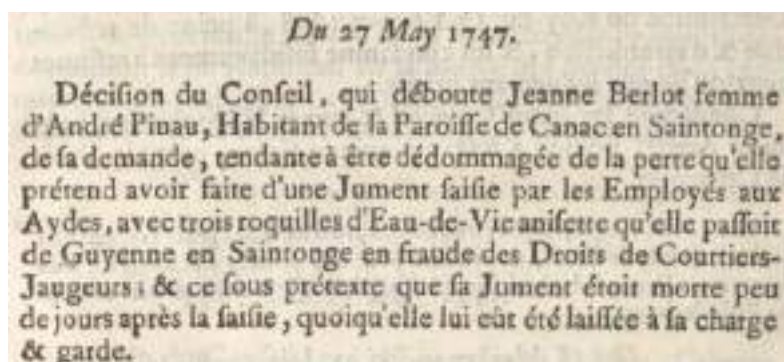 Du 27 May 1747.
Décision du Conseil, qui déboute Jeanne Berlot femme
d'André Pinau, Habitant de la Paroisse de Canac en Saintonge,
de sa demande, tendante à être dédommagée de la perte qu'elle
prétend avoir faite d'une Jument saisie par les Employés aux
Aydes, avec trois roquilles d'Eau-de-Vie anisette qu'elle passoit
de Guyenne en Saintonge en fraude des Droits de Courtiers-
Jaugeurs; & ce sous prétexte que sa Jument étoit morte peu
de jours après la saisie, quoiqu'elle lui eût été laissée à sa charge
& garde.